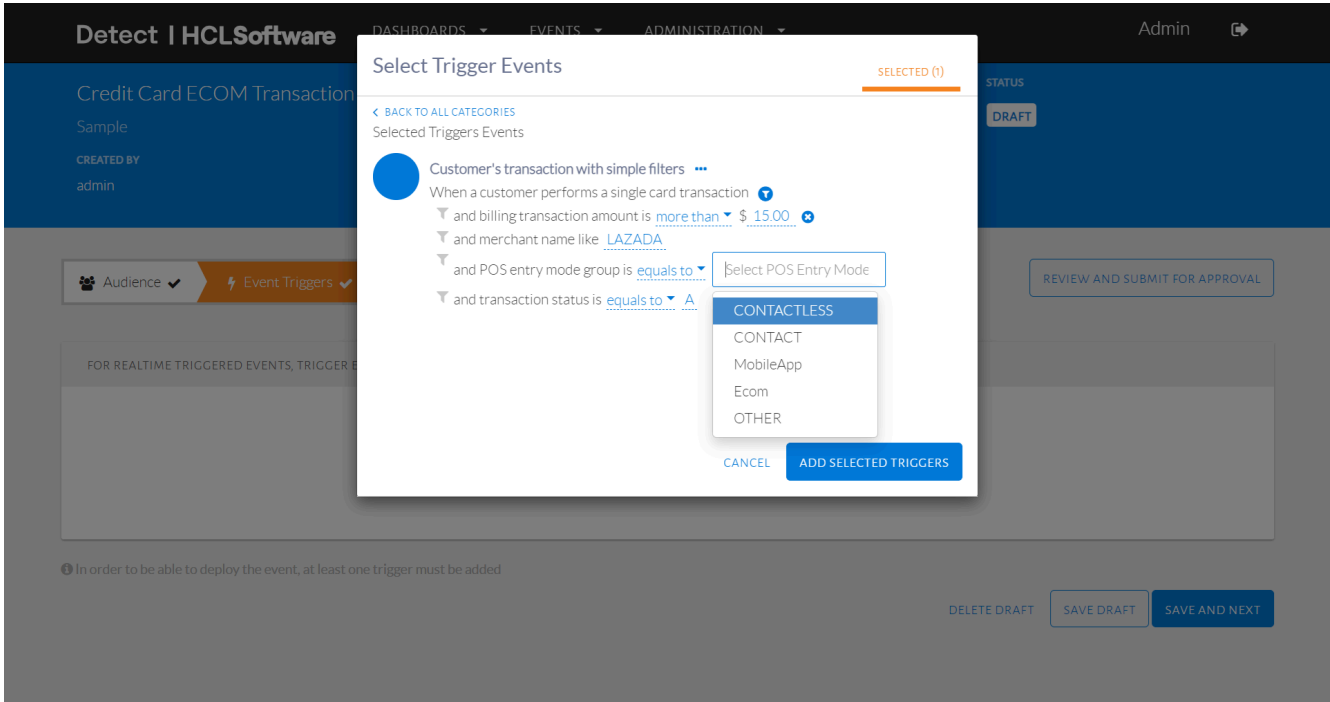 Detect | HCLSoftware DASHBOARDS EVENTS ADMINISTRATION Admin
Select Trigger Events SELECTED (1)
Credit Card ECOM Transaction
Sample
CREATED BY
admin
STATUS
DRAFT
BACK TO ALL CATEGORIES
Selected Triggers Events
Customer's transaction with simple filters ...
When a customer performs a single card transaction
and billing transaction amount is more than $ 15.00
and merchant name like LAZADA
and POS entry mode group is equals to Select POS Entry Mode
and transaction status is equals to A
CONTACTLESS
CONTACT
MobileApp
Ecom
OTHER
CANCEL ADD SELECTED TRIGGERS
Audience Event Triggers REVIEW AND SUBMIT FOR APPROVAL
FOR REALTIME TRIGGERED EVENTS, TRIGGER E
In order to be able to deploy the event, at least one trigger must be added
DELETE DRAFT SAVE DRAFT SAVE AND NEXT